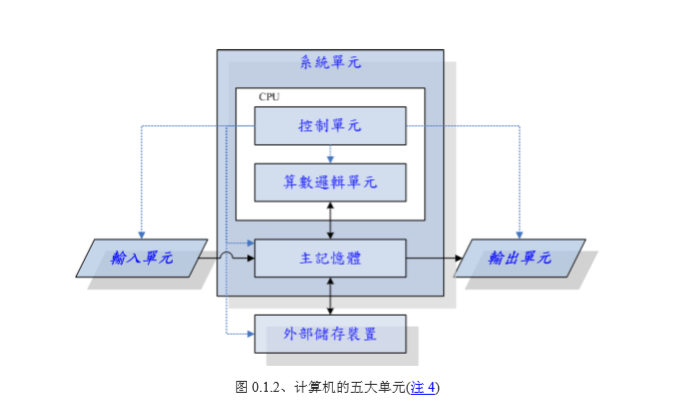 系統單元
CPU
控制單元
算數邏輯單元
輸入單元
主記憶體
輸出單元
外部儲存裝置
图 0.1.2、计算机的五大单元(注 4)